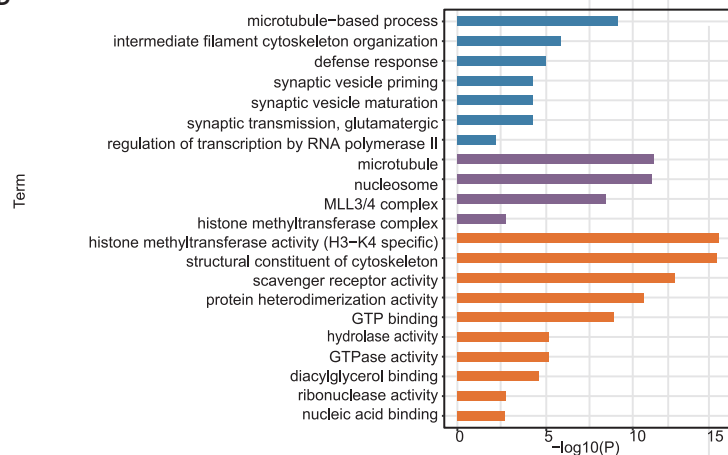 microtubule−based process
intermediate filament cytoskeleton organization
defense response
synaptic vesicle priming
synaptic vesicle maturation
synaptic transmission, glutamatergic
regulation of transcription by RNA polymerase II
microtubule
nucleosome
MLL3/4 complex
histone methyltransferase complex
histone methyltransferase activity (H3−K4 specific)
structural constituent of cytoskeleton
scavenger receptor activity
protein heterodimerization activity
GTP binding
hydrolase activity
GTPase activity
diacylglycerol binding
ribonuclease activity
nucleic acid binding
Term
0 5 10 15
−log10(P)